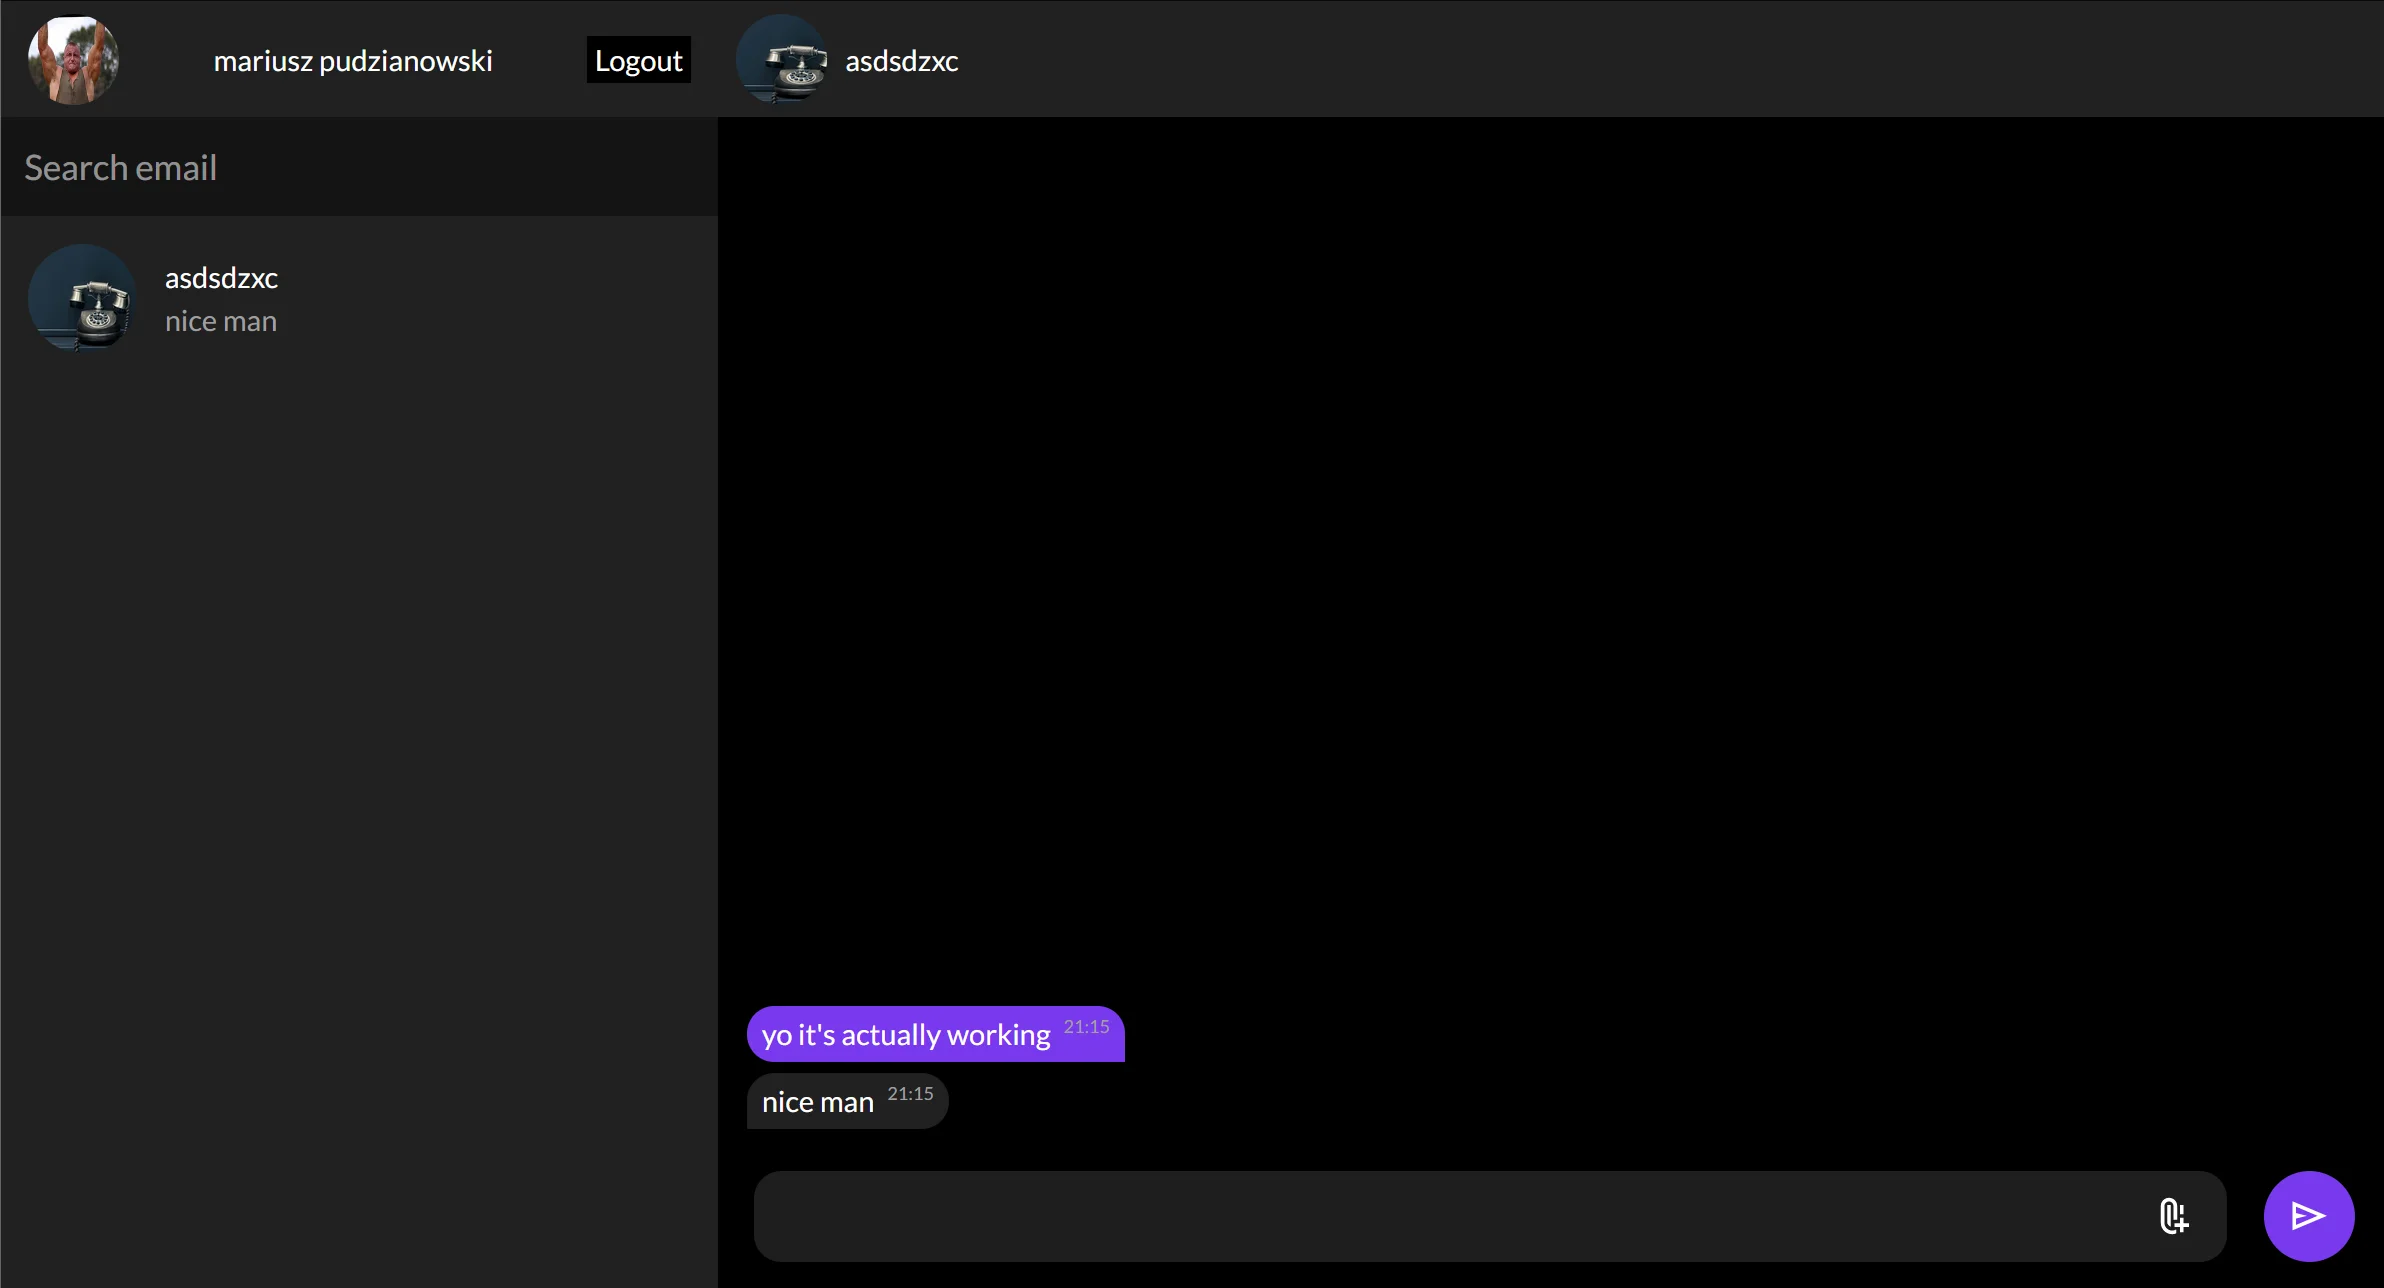 mariusz pudzianowski
Logout
asdsdzxc
Search email
asdsdzxc
nice man
yo it's actually working 21:15
nice man 21:15